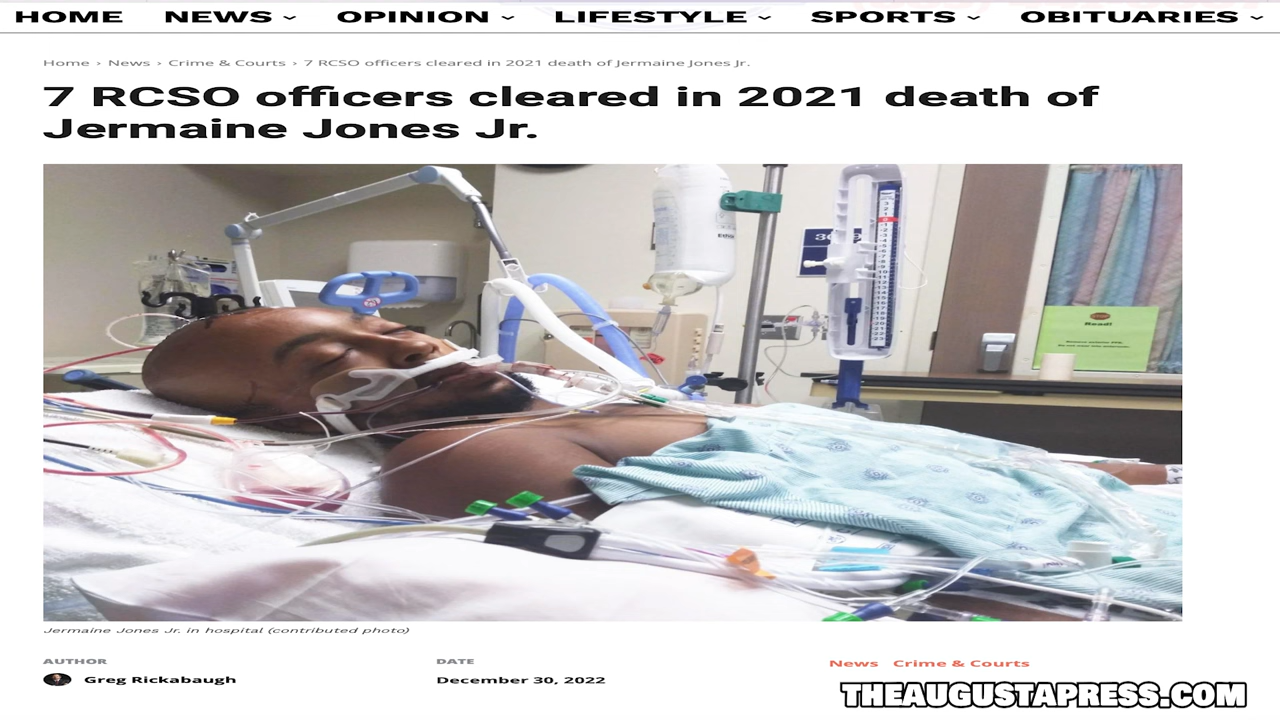 HOME NEWS OPINION LIFESTYLE SPORTS OBITUARIES
Home › News › Crime & Courts › 7 RCSO officers cleared in 2021 death of Jermaine Jones Jr.
7 RCSO officers cleared in 2021 death of
Jermaine Jones Jr.
Read!
Jermaine Jones Jr. in hospital (contributed photo)
AUTHOR DATE News Crime & Courts
Greg Rickabaugh December 30, 2022
THEAUGUSTAPRESS.COM